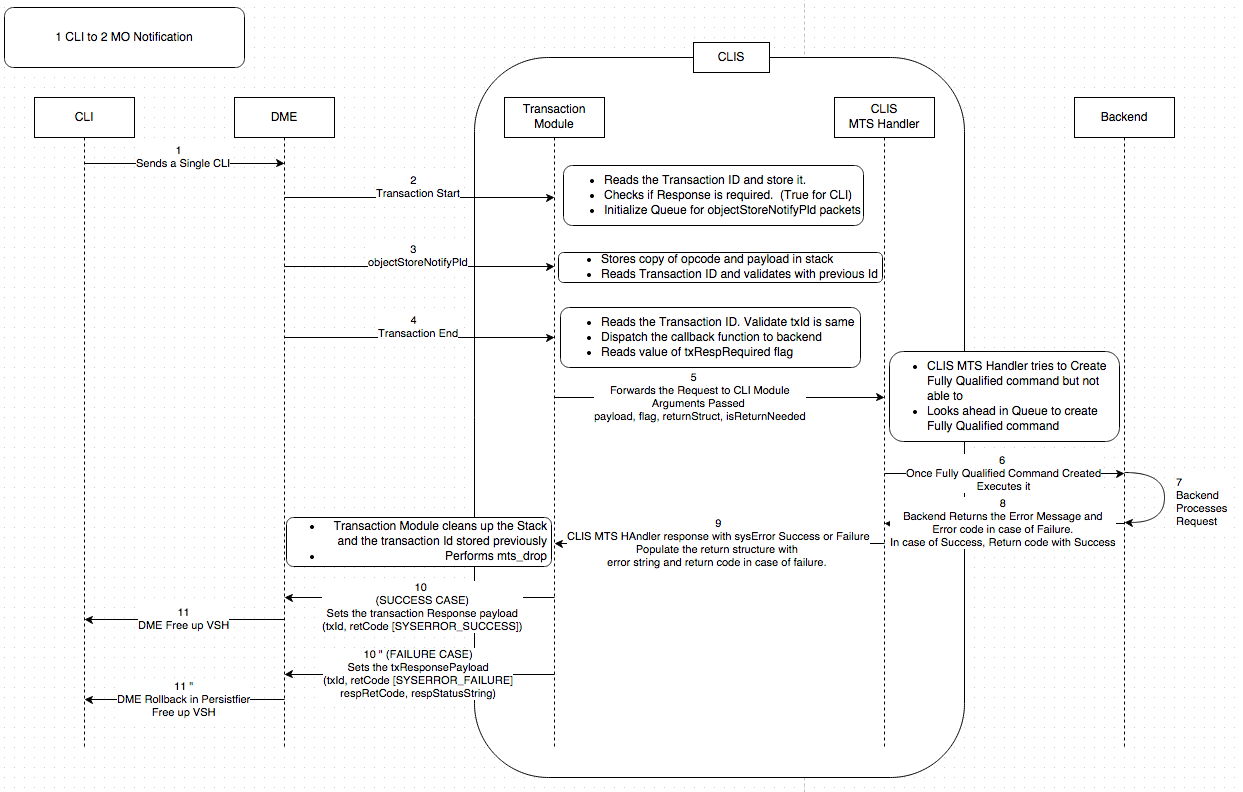 1 CLI to 2 MO Notification
CLIS
CLI
DME
Transaction
Module
CLIS
MTS Handler
Backend
1
Sends a Single CLI
2
Transaction Start
• Reads the Transaction ID and store it.
• Checks if Response is required. (True for CLI)
• Initialize Queue for objectStoreNotifyPld packets
3
objectStoreNotifyPld
• Stores copy of opcode and payload in stack
• Reads Transaction ID and validates with previous Id
4
Transaction End
• Reads the Transaction ID. Validate txId is same
• Dispatch the callback function to backend
• Reads value of txRespRrequired flag
5
Forwards the Request to CLI Module
Arguments Passed
payload, flag, returnStruct, isReturnNeeded
• CLIS MTS Handler tries to Create
Fully Qualified command but not
able to
• Looks ahead in Queue to create
Fully Qualified command
6
Once Fully Qualified Command Created
Executes it
7
Backend
Processes
Request
8
Backend Returns the Error Message and
Error code in case of Failure.
In case of Success, Return code with Success
9
CLIS MTS HAndler response with sysError Success or Failure
Populate the return structure with
error string and return code in case of failure.
• Transaction Module cleans up the Stack
and the transaction Id stored previously
• Performs mts_drop
10
(SUCCESS CASE)
Sets the transaction Response payload
(txId, retCode [SYSERROR_SUCCESS])
11
DME Free up VSH
10 " (FAILURE CASE)
Sets the txResponsePayload
(txId, retCode [SYSERROR_FAILURE]
respRetCode, respStatusString)
11 "
DME Rollback in Persistfier
Free up VSH